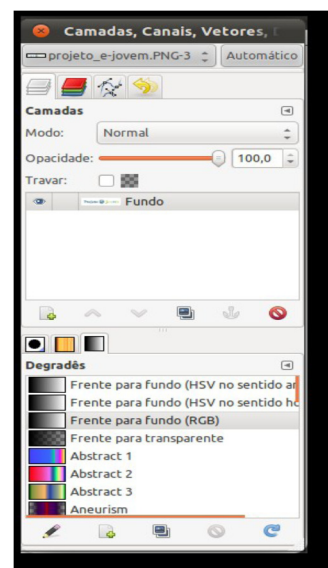 Camadas, Canais, Vetores,
projeto_e-jovem.PNG-3 Automático
Camadas
Modo: Normal
Opacidade: 100,0
Travar:
Fundo
Degradês
Frente para fundo (HSV no sentido
Frente para fundo (HSV no sentido
Frente para fundo (RGB)
Frente para transparente
Abstract 1
Abstract 2
Abstract 3
Aneurism